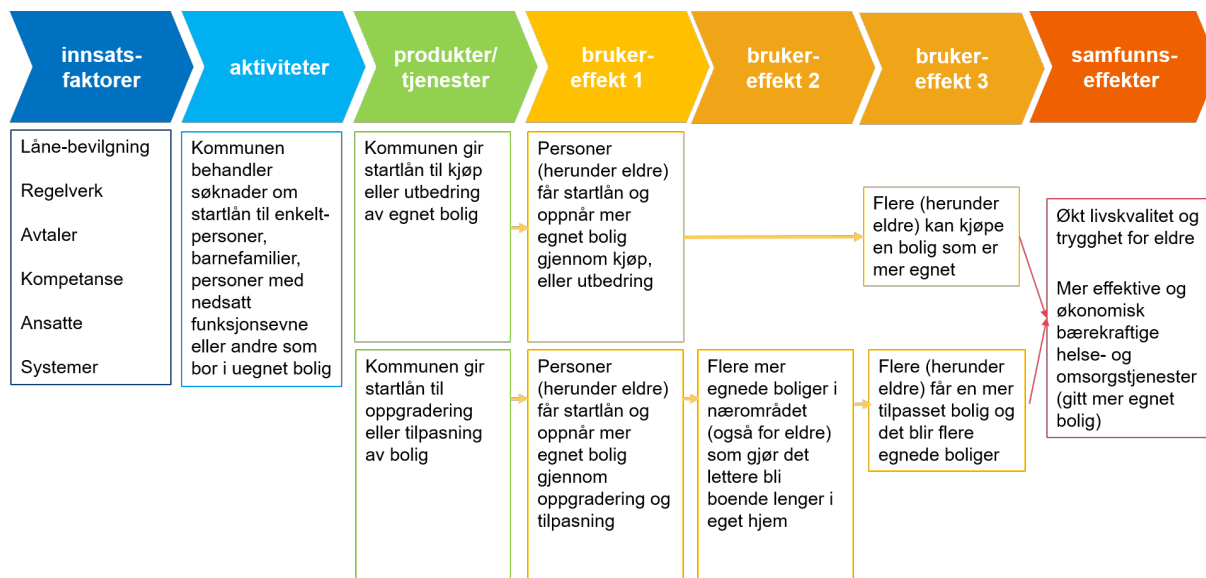 innsats-
faktorer
aktiviteter
produkter/
tjenester
bruker-
effekt 1
bruker-
effekt 2
bruker-
effekt 3
samfunns-
effekter
Låne-bevilgning
Regelverk
Avtaler
Kompetanse
Ansatte
Systemer
Kommunen
behandler
søknader om
startlån til enkelt-
personer,
barnefamilier,
personer med
nedsatt
funksjonsevne
eller andre som
bor i uegnet bolig
Kommunen gir
startlån til kjøp
eller utbedring
av egnet bolig
Personer
(herunder eldre)
får startlån og
oppnår mer
egnet bolig
gjennom kjøp,
eller utbedring
Flere (herunder
eldre) kan kjøpe
en bolig som er
mer egnet
Kommunen gir
startlån til
oppgradering
eller tilpasning
av bolig
Personer
(herunder eldre)
får startlån og
oppnår mer
egnet bolig
gjennom
oppgradering og
tilpasning
Flere mer
egnede boliger i
nærområdet
(også for eldre)
som gjør det
lettere bli
boende lenger i
eget hjem
Flere (herunder
eldre) får en mer
tilpasset bolig og
det blir flere
egnede boliger
Økt livskvalitet og
trygghet for eldre
Mer effektive og
økonomisk
bærekraftige
helse- og
omsorgstjenester
(gitt mer egnet
bolig)